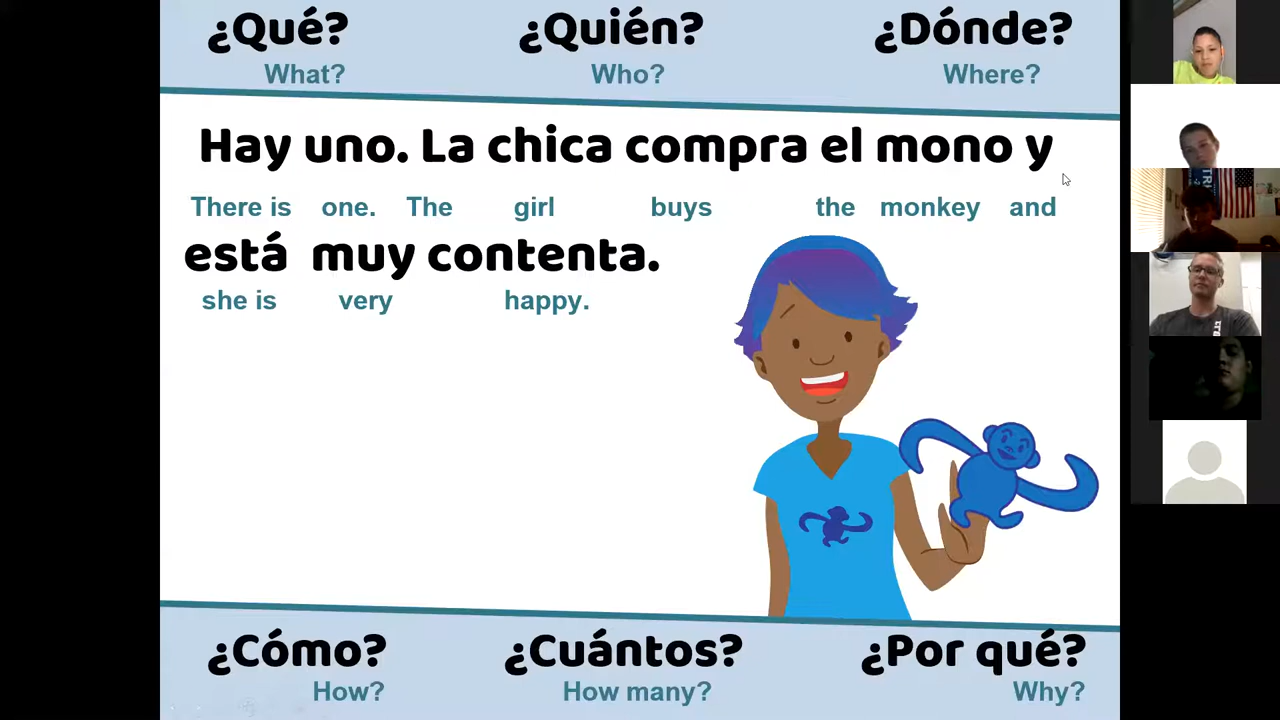 ¿Qué? ¿Quién? ¿Dónde?
What? Who? Where?
Hay uno. La chica compra el mono y
There is one. The girl buys the monkey and
está muy contenta.
she is very happy.
¿Cómo? ¿Cuántos? ¿Por qué?
How? How many? Why?